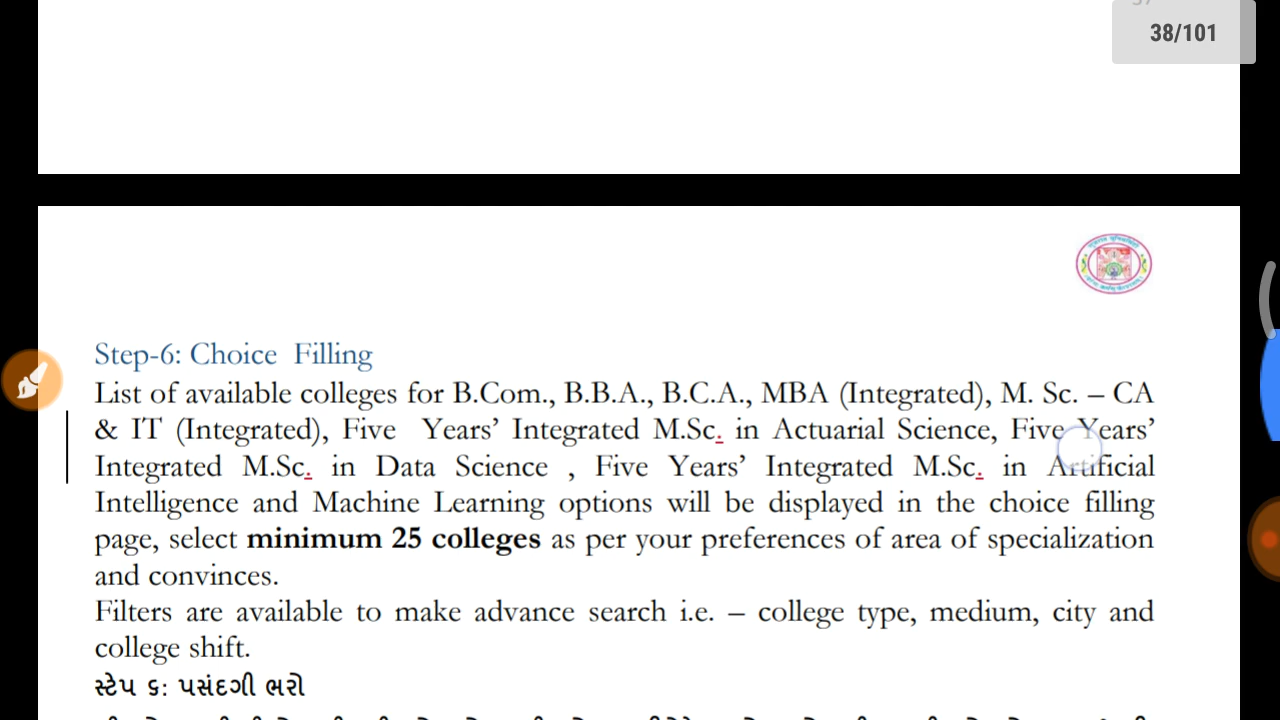 38/101
Step-6: Choice Filling
List of available colleges for B.Com., B.B.A., B.C.A., MBA (Integrated), M. Sc. – CA
& IT (Integrated), Five Years’ Integrated M.Sc. in Actuarial Science, Five Years’
Integrated M.Sc. in Data Science , Five Years’ Integrated M.Sc. in Artificial
Intelligence and Machine Learning options will be displayed in the choice filling
page, select minimum 25 colleges as per your preferences of area of specialization
and convinces.
Filters are available to make advance search i.e. – college type, medium, city and
college shift.
સ્ટેપ ૬: પસંદગી ભરો